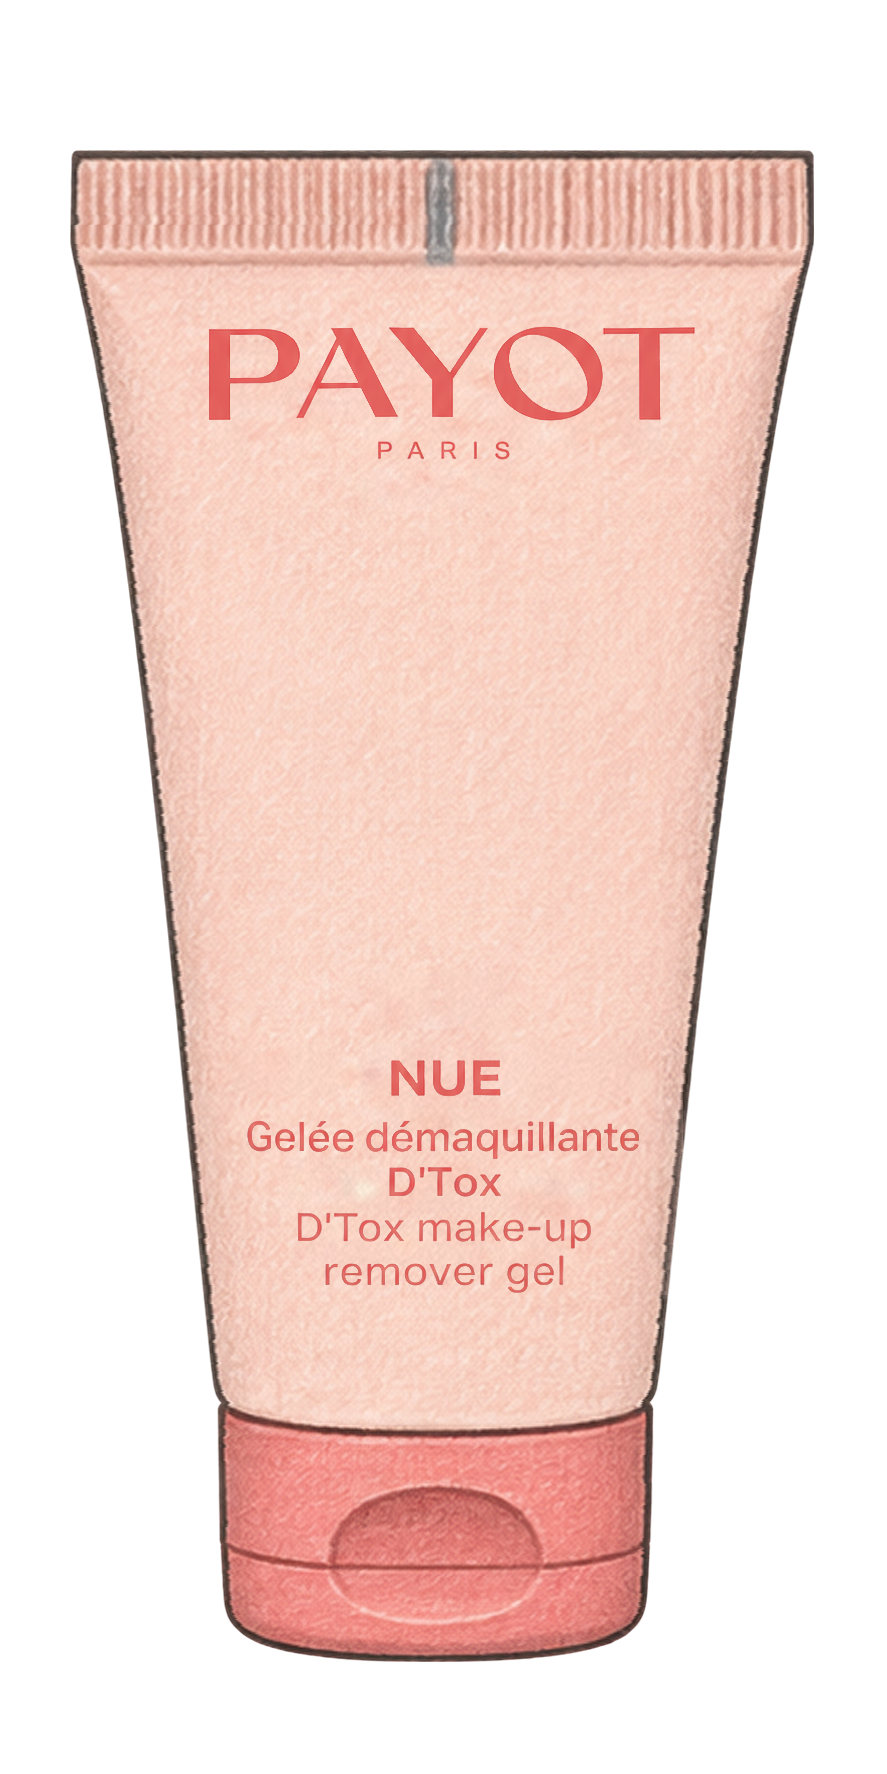 PAYOT
PARIS
NUE
Gelée démaquillante
D'Tox
D'Tox make-up
remover gel